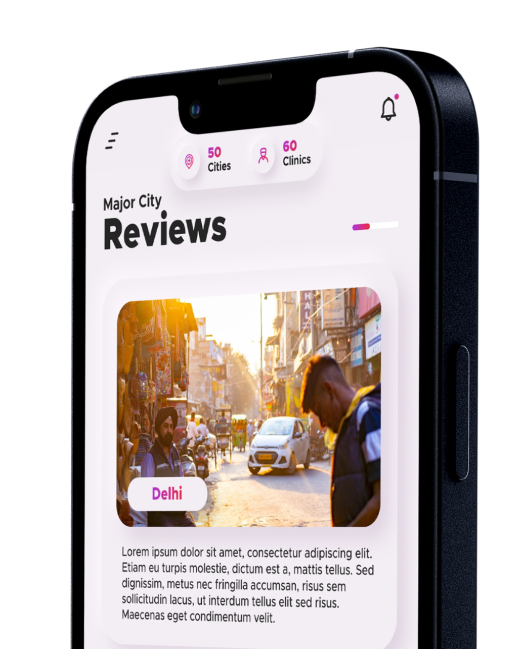 50
Cities
60
Clinics
Major City
Reviews
Delhi
Lorem ipsum dolor sit amet, consectetur adipiscing elit.
Etiam eu turpis molestie, dictum est a, mattis tellus. Sed
dignissim, metus nec fringilla accumsan, risus sem
sollicitudin lacus, ut interdum tellus elit sed risus.
Maecenas eget condimentum velit.